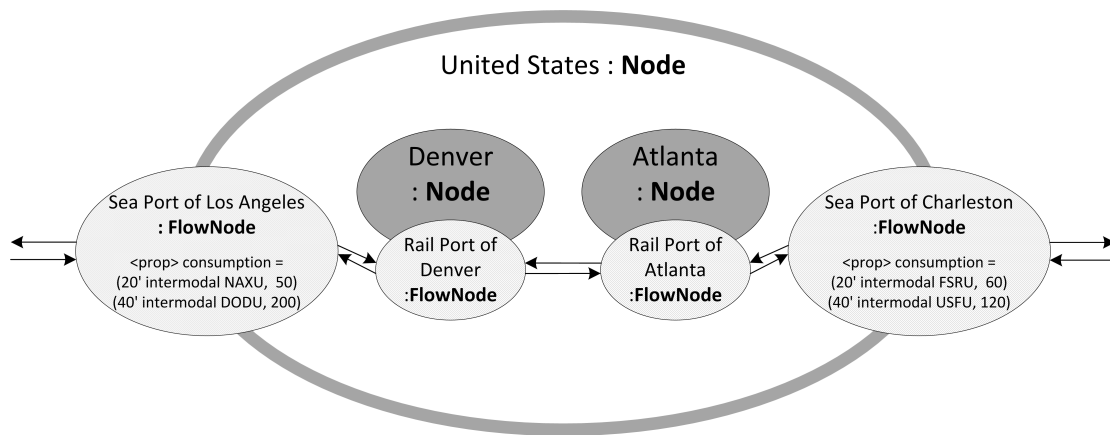 United States : Node
Denver
: Node
Atlanta
: Node
Sea Port of Los Angeles
: FlowNode
<prop> consumption =
(20' intermodal NAXU,  50)
(40' intermodal DODU, 200)
Rail Port of
Denver
:FlowNode
Rail Port of
Atlanta
:FlowNode
Sea Port of Charleston
:FlowNode
<prop> consumption =
(20' intermodal FSRU,  60)
(40' intermodal USFU, 120)